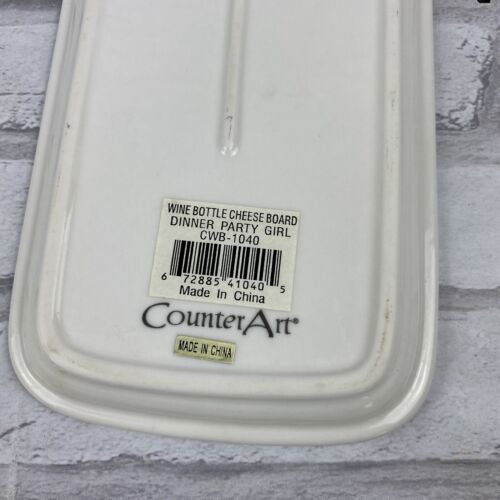 WINE BOTTLE CHEESE BOARD
DINNER PARTY GIRL
CWB-1040
6 72885 41040 5
Made In China
CounterArt®
MADE IN CHINA